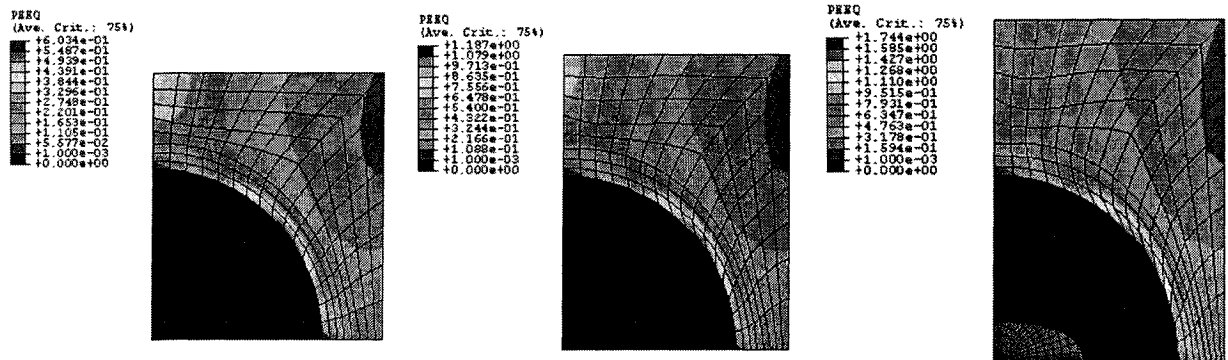 PEEQ
(Ave. Crit.: 75%)
+6.034e-01
+5.487e-01
+4.939e-01
+4.391e-01
+3.844e-01
+3.296e-01
+2.748e-01
+2.201e-01
+1.653e-01
+1.105e-01
+5.577e-02
+1.000e-03
+0.000e+00
PEEQ
(Ave. Crit.: 75%)
+1.187e+00
+1.079e+00
+9.713e-01
+8.635e-01
+7.556e-01
+6.478e-01
+5.400e-01
+4.322e-01
+3.244e-01
+2.166e-01
+1.088e-01
+1.000e-03
+0.000e+00
PEEQ
(Ave. Crit.: 75%)
+1.744e+00
+1.585e+00
+1.427e+00
+1.268e+00
+1.110e+00
+9.515e-01
+7.931e-01
+6.347e-01
+4.763e-01
+3.178e-01
+1.594e-01
+1.000e-03
+0.000e+00